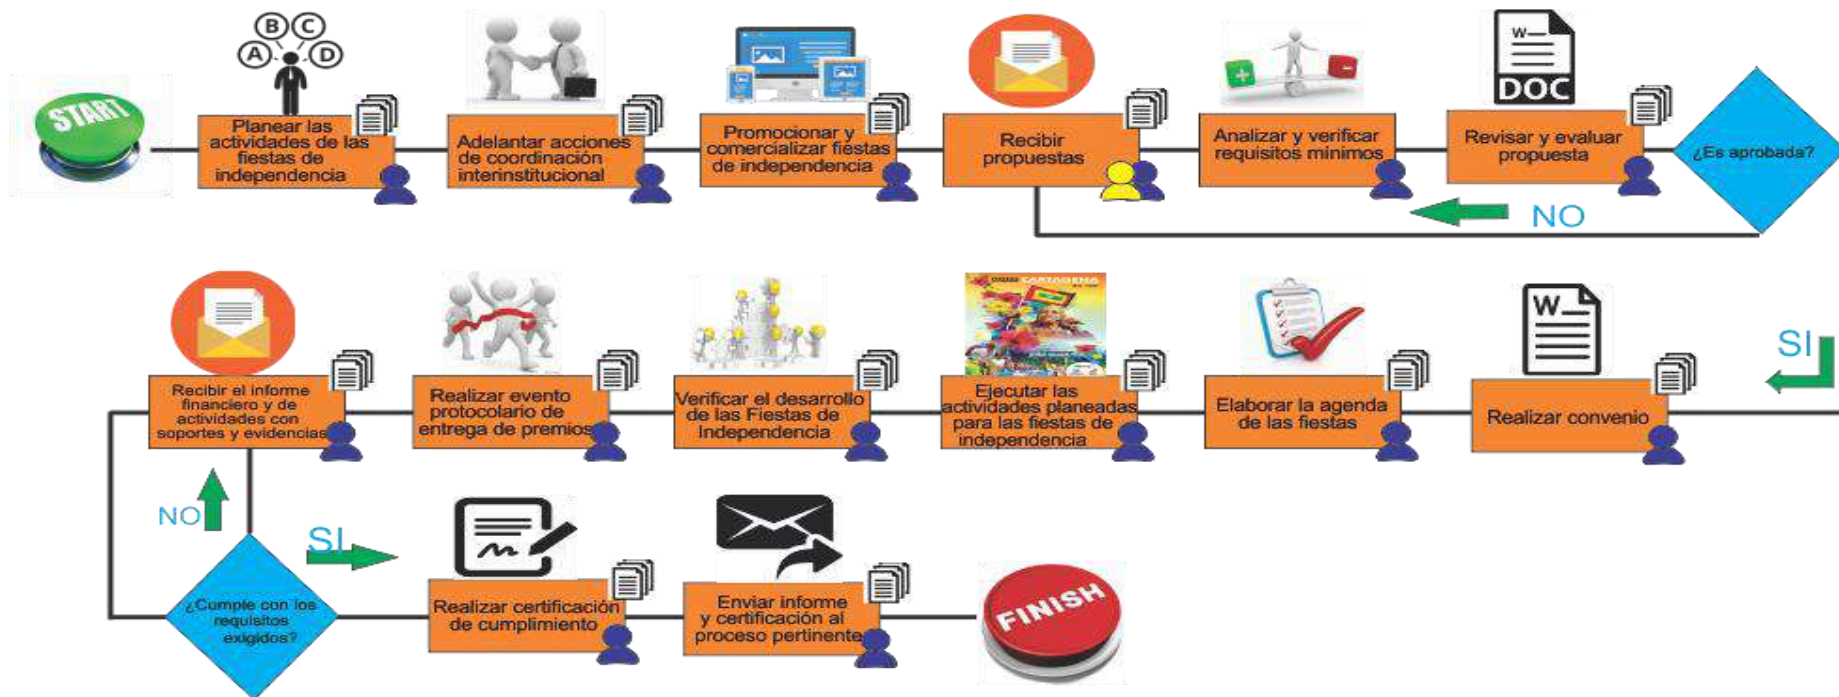 START
A
B
C
D
Planear las
actividades de las
fiestas de
independencia
Adelantar acciones
de coordinación
interinstitucional
Promocionar y
comercializar fiestas
de independencia
Recibir
propuestas
Analizar y verificar
requisitos mínimos
W
DOC
Revisar y evaluar
propuesta
¿Es aprobada?
NO
SI
W
Realizar convenio
Elaborar la agenda
de las fiestas
Ejecutar las
actividades planeadas
para las fiestas de
independencia
Verificar el desarrollo
de las Fiestas de
Independencia
Realizar evento
protocolario de
entrega de premios
Recibir el informe
financiero y de
actividades con
soportes y evidencias
NO
SI
¿Cumple con los
requisitos
exigidos?
Realizar certificación
de cumplimiento
Enviar informe
y certificación al
proceso pertinente
FINISH